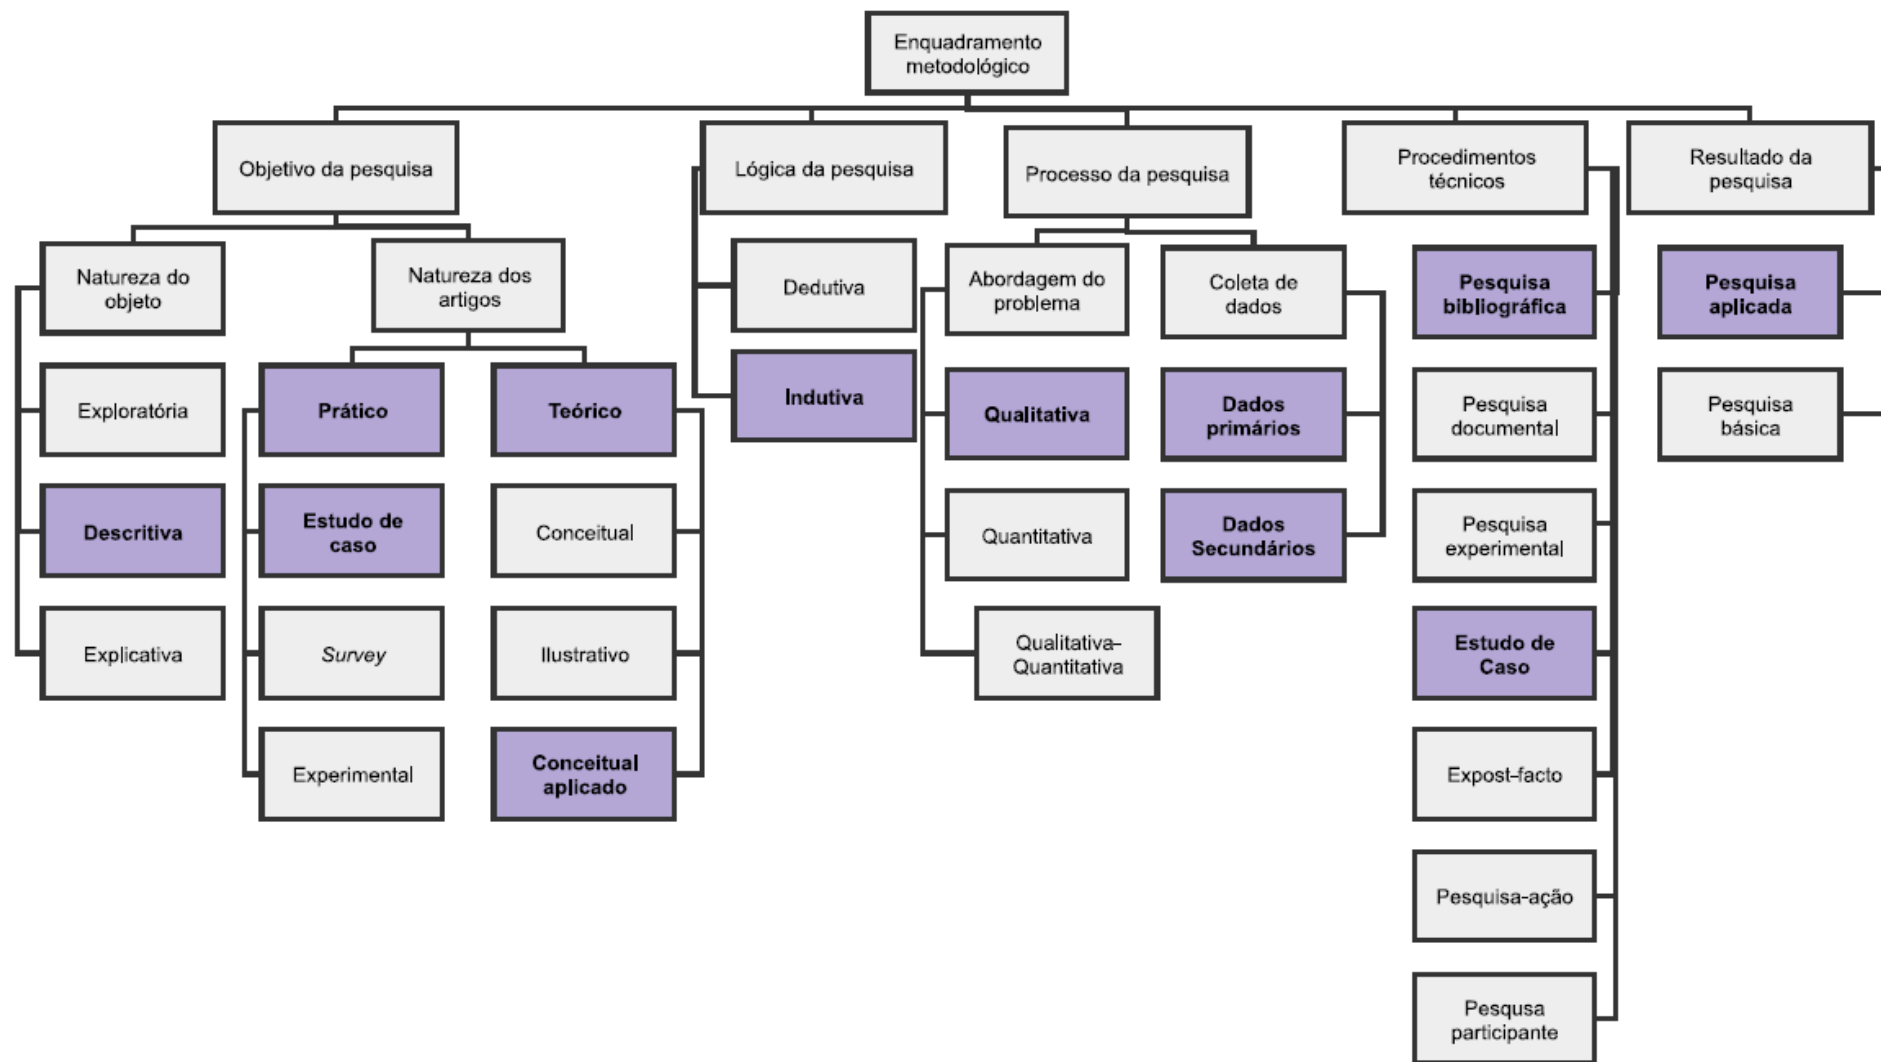 Enquadramento
metodológico
Objetivo da pesquisa
Lógica da pesquisa
Processo da pesquisa
Procedimentos
técnicos
Resultado da
pesquisa
Natureza do
objeto
Natureza dos
artigos
Dedutiva
Abordagem do
problema
Coleta de
dados
Pesquisa
bibliográfica
Pesquisa
aplicada
Exploratória
Prático
Teórico
Indutiva
Qualitativa
Dados
primários
Pesquisa
documental
Pesquisa
básica
Descritiva
Estudo de
caso
Conceitual
Quantitativa
Dados
Secundários
Pesquisa
experimental
Explicativa
Survey
Ilustrativo
Qualitativa–
Quantitativa
Estudo de
Caso
Experimental
Conceitual
aplicado
Expost–facto
Pesquisa-ação
Pesqusa
participante